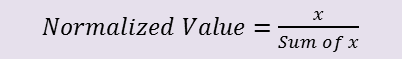 Normalized Value = x / Sum of x